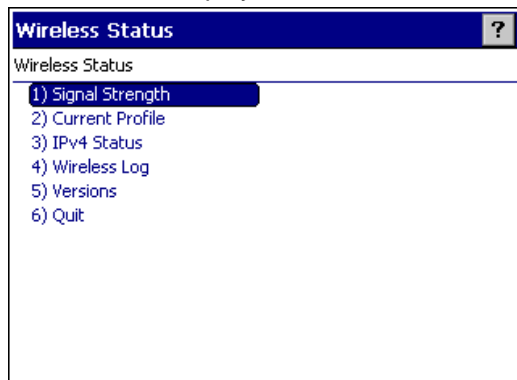 Wireless Status ?
Wireless Status
1) Signal Strength
2) Current Profile
3) IPv4 Status
4) Wireless Log
5) Versions
6) Quit